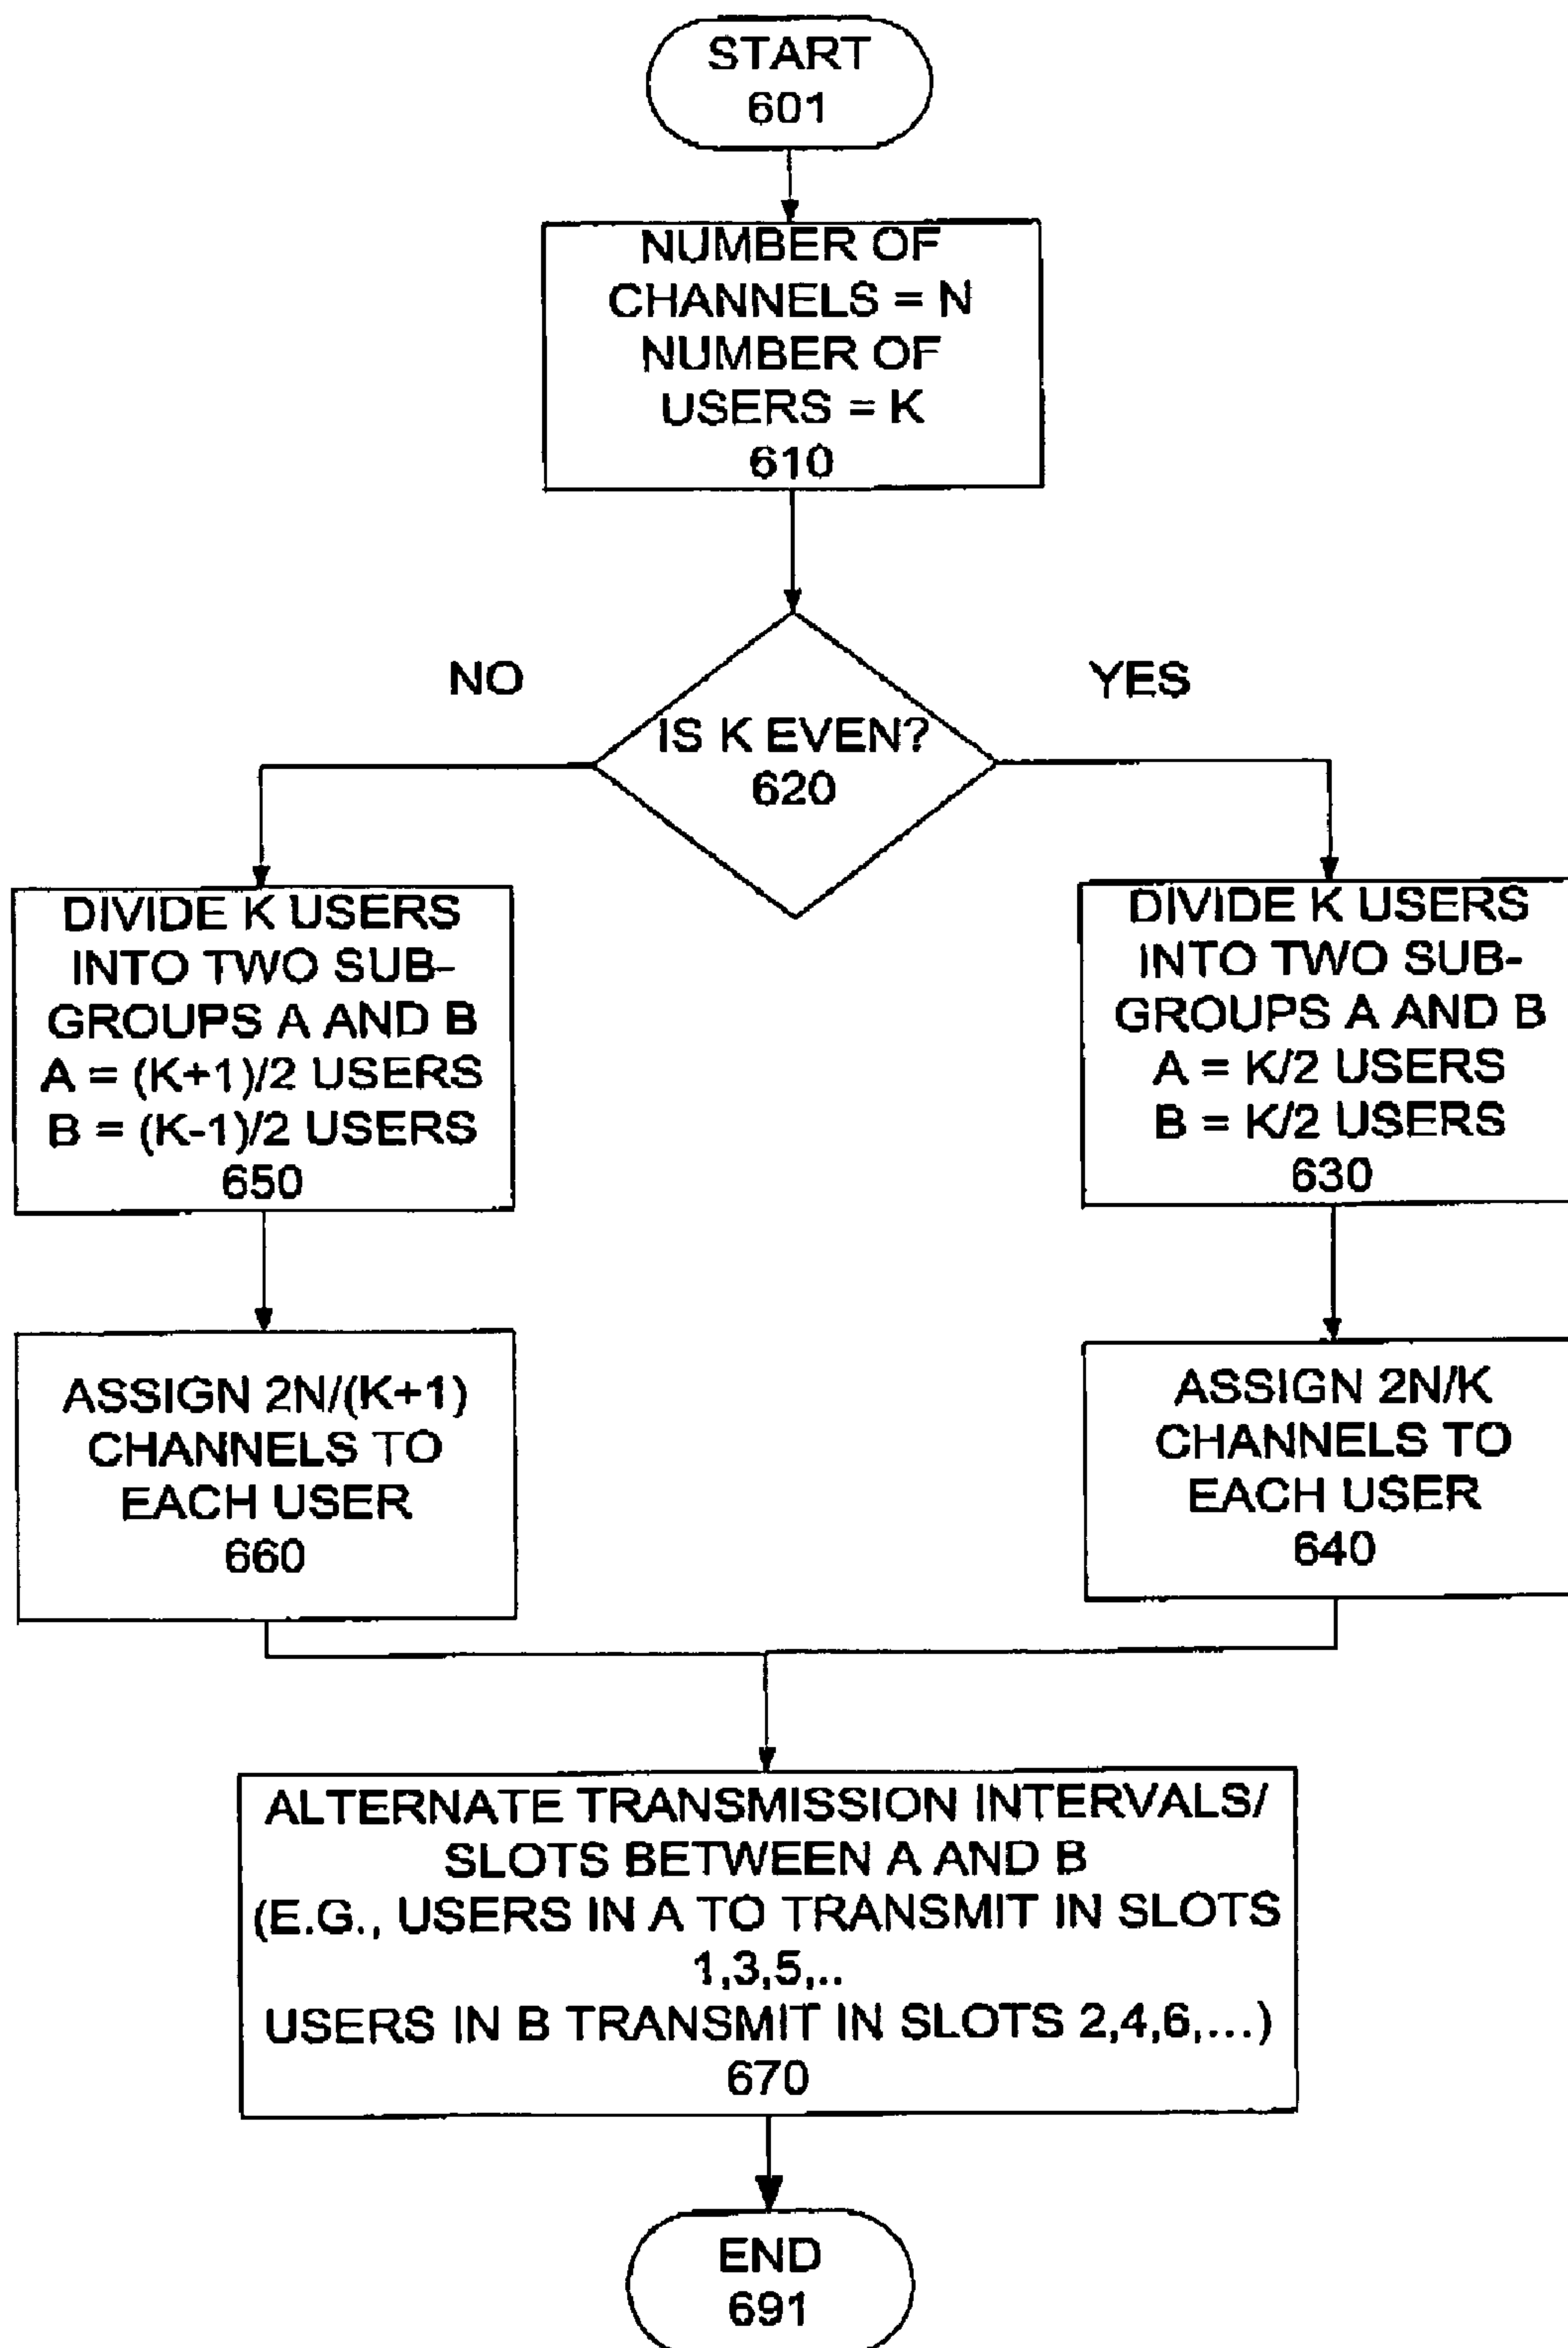 START
601
NUMBER OF
CHANNELS = N
NUMBER OF
USERS = K
610
NO
YES
IS K EVEN?
620
DIVIDE K USERS
INTO TWO SUB-
GROUPS A AND B
A = (K+1)/2 USERS
B = (K-1)/2 USERS
650
DIVIDE K USERS
INTO TWO SUB-
GROUPS A AND B
A = K/2 USERS
B = K/2 USERS
630
ASSIGN 2N/(K+1)
CHANNELS TO
EACH USER
660
ASSIGN 2N/K
CHANNELS TO
EACH USER
640
ALTERNATE TRANSMISSION INTERVALS/
SLOTS BETWEEN A AND B
(E.G., USERS IN A TO TRANSMIT IN SLOTS
1,3,5,..
USERS IN B TRANSMIT IN SLOTS 2,4,6,...)
670
END
691